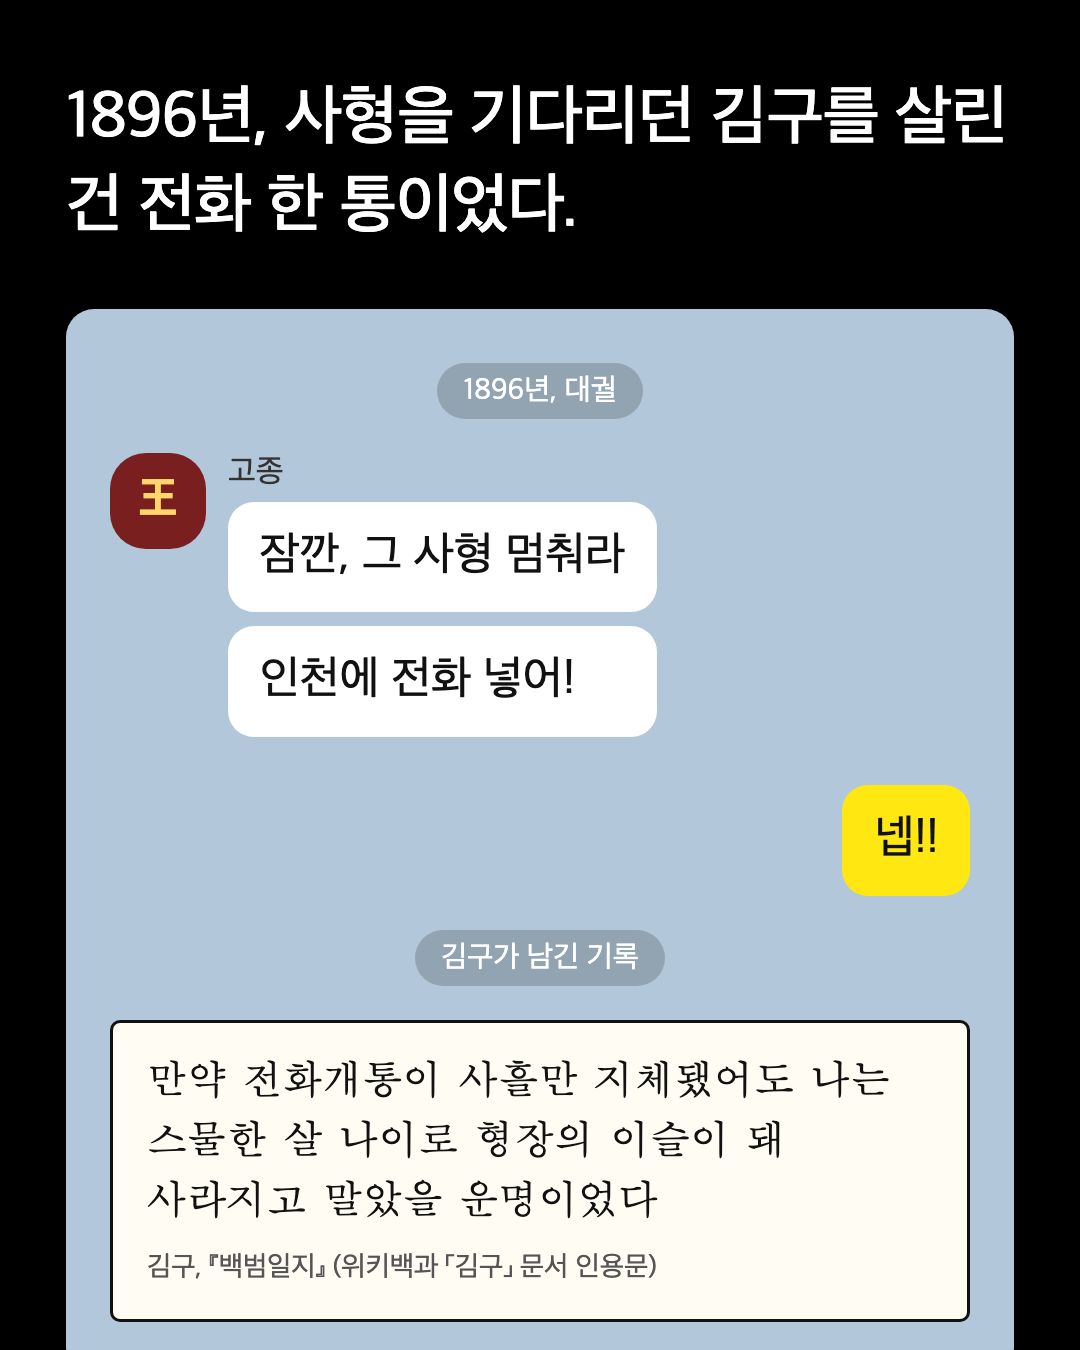 1896년, 사형을 기다리던 김구를 살린
건 전화 한 통이었다.
1896년, 대궐
王
고종
잠깐, 그 사형 멈춰라
인천에 전화 넣어!
넵!!
김구가 남긴 기록
만약 전화개통이 사흘만 지체됐어도 나는
스물한 살 나이로 형장의 이슬이 돼
사라지고 말았을 운명이었다
김구, 『백범일지』 (위키백과 「김구」 문서 인용문)